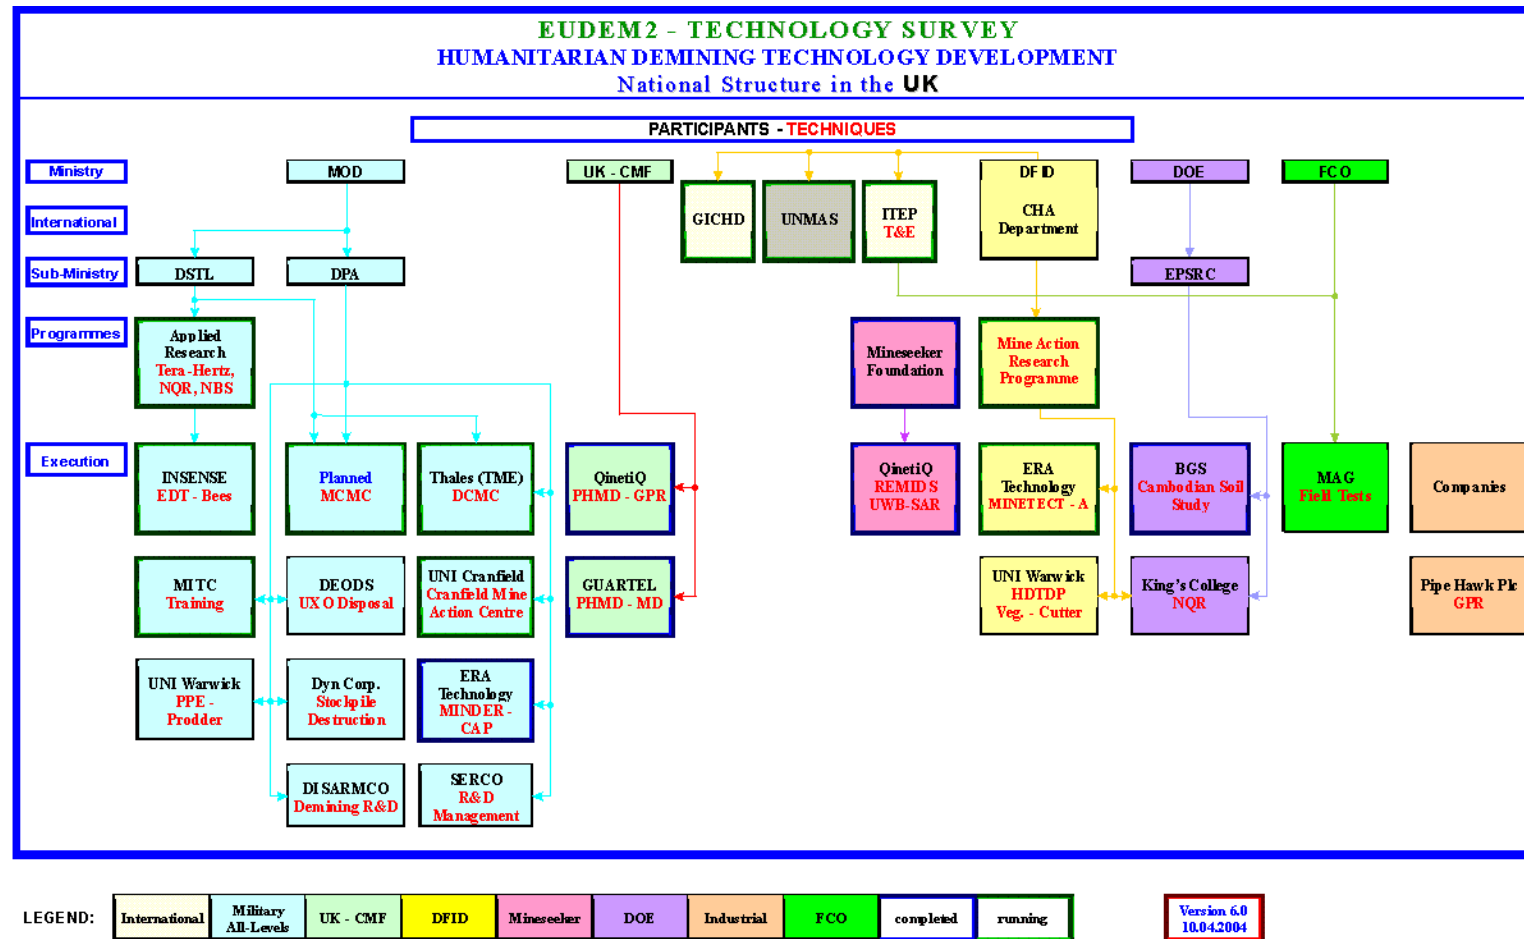 EUDEM2 - TECHNOLOGY SURVEY
HUMANITARIAN DEMINING TECHNOLOGY DEVELOPMENT
National Structure in the UK
PARTICIPANTS - TECHNIQUES
Ministry
MOD
UK - CMF
DFID
CHA
Department
DOE
FCO
International
GICHD
UNMAS
ITEP
T&E
Sub-Ministry
DSTL
DPA
EPSRC
Programmes
Applied
Research
Tera-Hertz,
NQR, NBS
Mineseeker
Foundation
Mine Action
Research
Programme
Execution
INSENSE
EDT - Bees
Planned
MCMC
Thales (TME)
DCMC
QinetiQ
PHMD - GPR
QinetiQ
REMIDS
UWB-SAR
ERA
Technology
MINETECT - A
BGS
Cambodian Soil
Study
MAG
Field Tests
Companies
MITC
Training
DEODS
UXO Disposal
UNI Cranfield
Cranfield Mine
Action Centre
GUARTEL
PHMD - MD
UNI Warwick
HDTDP
Veg. - Cutter
King's College
NQR
Pipe Hawk Plc
GPR
UNI Warwick
PPE -
Prodder
Dyn Corp.
Stockpile
Destruction
ERA
Technology
MINDER -
CAP
DISARMCO
Demining R&D
SERCO
R&D
Management
LEGEND:
International
Military
All-Levels
UK - CMF
DFID
Mineseeker
DOE
Industrial
FCO
completed
running
Version 6.0
10.04.2004